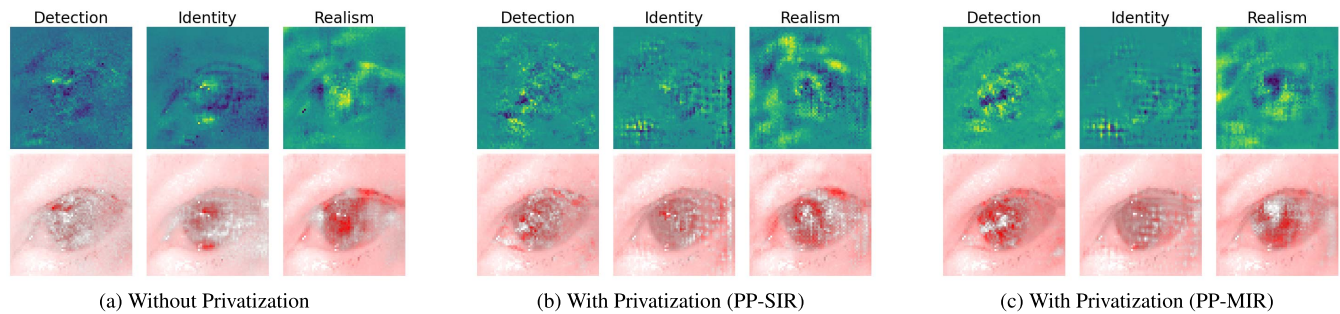 Detection Identity Realism
Detection Identity Realism
Detection Identity Realism
(a) Without Privatization
(b) With Privatization (PP-SIR)
(c) With Privatization (PP-MIR)